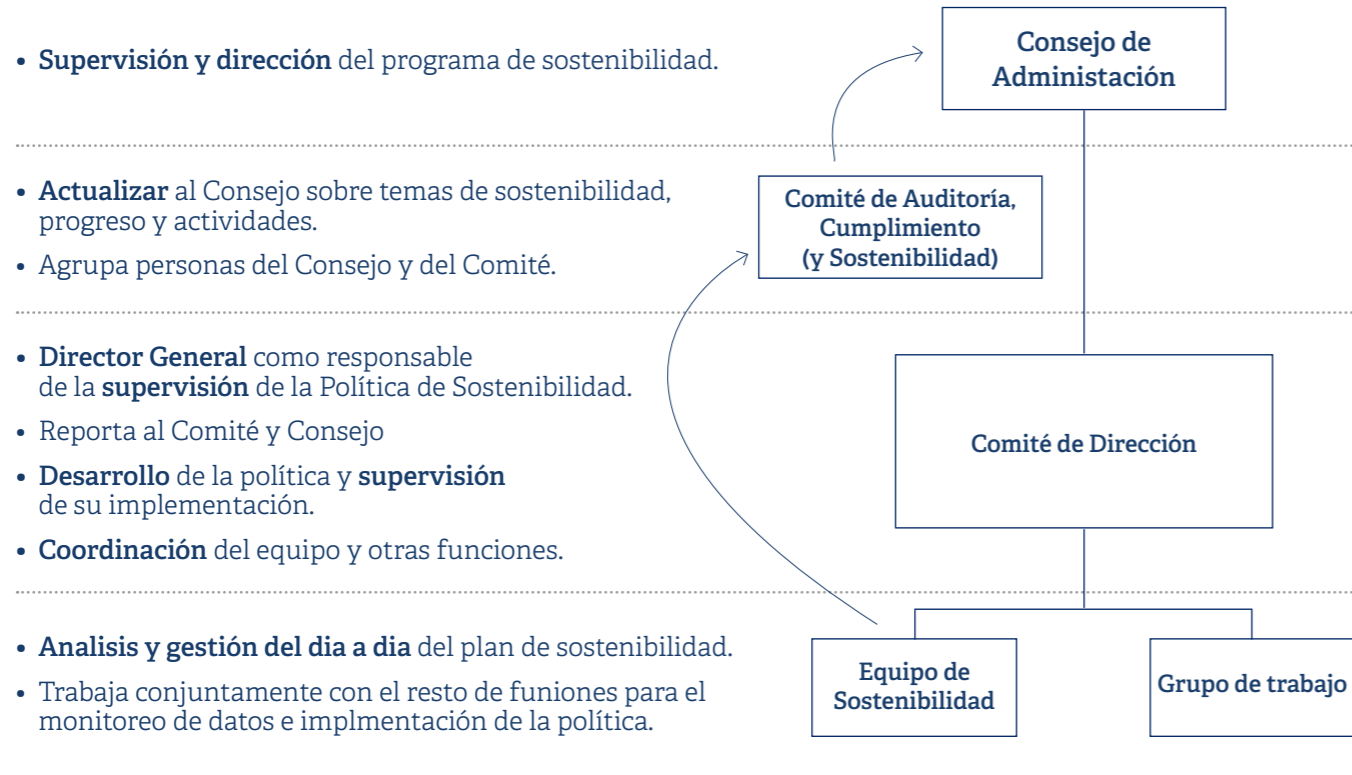 • Supervisión y dirección del programa de sostenibilidad.
Consejo de
Administación
• Actualizar al Consejo sobre temas de sostenibilidad,
progreso y actividades.
• Agrupa personas del Consejo y del Comité.
Comité de Auditoría,
Cumplimiento
(y Sostenibilidad)
• Director General como responsable
de la supervisión de la Política de Sostenibilidad.
• Reporta al Comité y Consejo
• Desarrollo de la política y supervisión
de su implementación.
• Coordinación del equipo y otras funciones.
Comité de Dirección
• Analisis y gestión del dia a dia del plan de sostenibilidad.
• Trabaja conjuntamente con el resto de funiones para el
monitoreo de datos e implmentación de la política.
Equipo de
Sostenibilidad
Grupo de trabajo